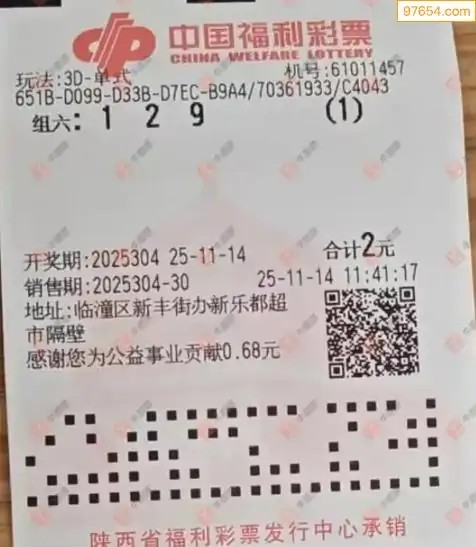 97654.com
中国福利彩票
CHINA WELFARE LOTTERY
玩法:3D-单式 机号:61011457
651B-D099-D33B-D7EC-B9A4/70361933/C4043
组六: 1 2 9 (1)
开奖期:2025304 25-11-14 合计2元
销售期:2025304-30 25-11-14 11:41:17
地址:临潼区新丰街办新乐都超
市隔壁
感谢您为公益事业贡献0.68元
陕西省福利彩票发行中心承销